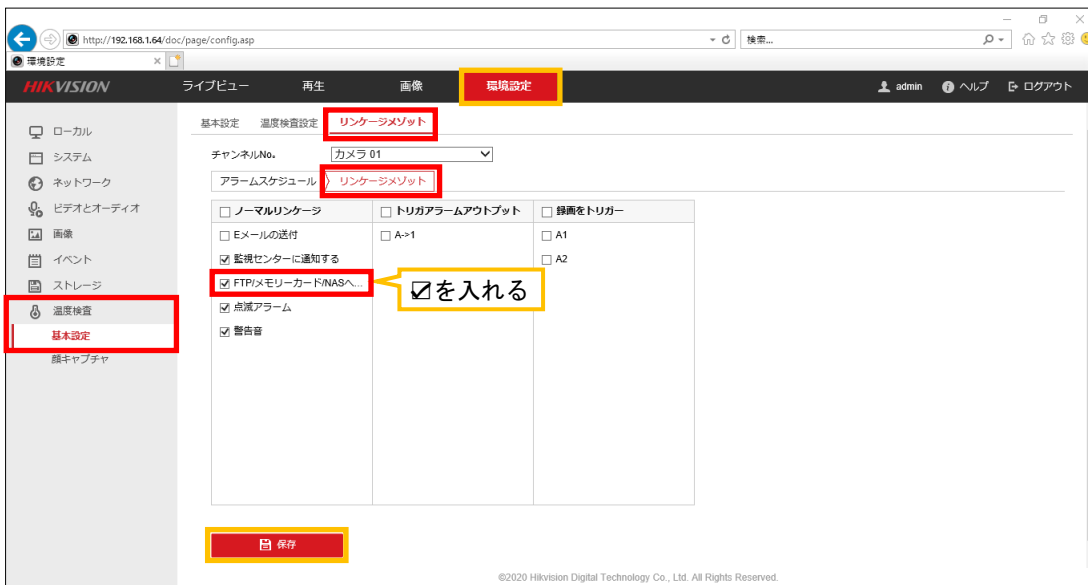 http://192.168.1.64/doc/page/config.asp
検索...
環境設定
HIKVISION
ライブビュー
再生
画像
環境設定
admin
ヘルプ
ログアウト
ローカル
システム
ネットワーク
ビデオとオーディオ
画像
イベント
ストレージ
温度検査
基本設定
顔キャプチャ
基本設定 温度検査設定 リンケージメゾット
チャンネルNo. カメラ 01
アラームスケジュール リンケージメゾット
ノーマルリンケージ トリガアラームアウトプット 録画をトリガー
Eメールの送付 A->1 A1
監視センターに通知する A2
FTP/メモリーカード/NASへ...
☑を入れる
点滅アラーム
警告音
保存
©2020 Hikvision Digital Technology Co., Ltd. All Rights Reserved.